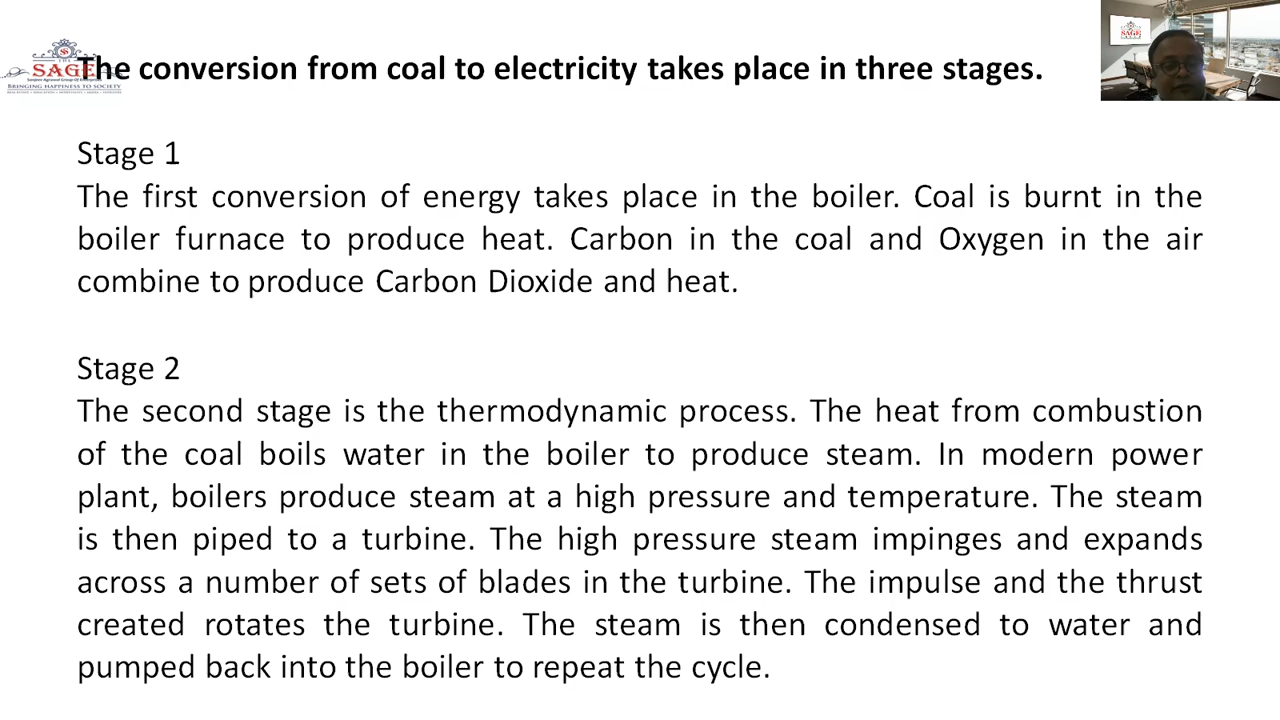 The conversion from coal to electricity takes place in three stages.
SAGE
BRINGING HAPPINESS TO SOCIETY
Stage 1
The first conversion of energy takes place in the boiler. Coal is burnt in the
boiler furnace to produce heat. Carbon in the coal and Oxygen in the air
combine to produce Carbon Dioxide and heat.
Stage 2
The second stage is the thermodynamic process. The heat from combustion
of the coal boils water in the boiler to produce steam. In modern power
plant, boilers produce steam at a high pressure and temperature. The steam
is then piped to a turbine. The high pressure steam impinges and expands
across a number of sets of blades in the turbine. The impulse and the thrust
created rotates the turbine. The steam is then condensed to water and
pumped back into the boiler to repeat the cycle.